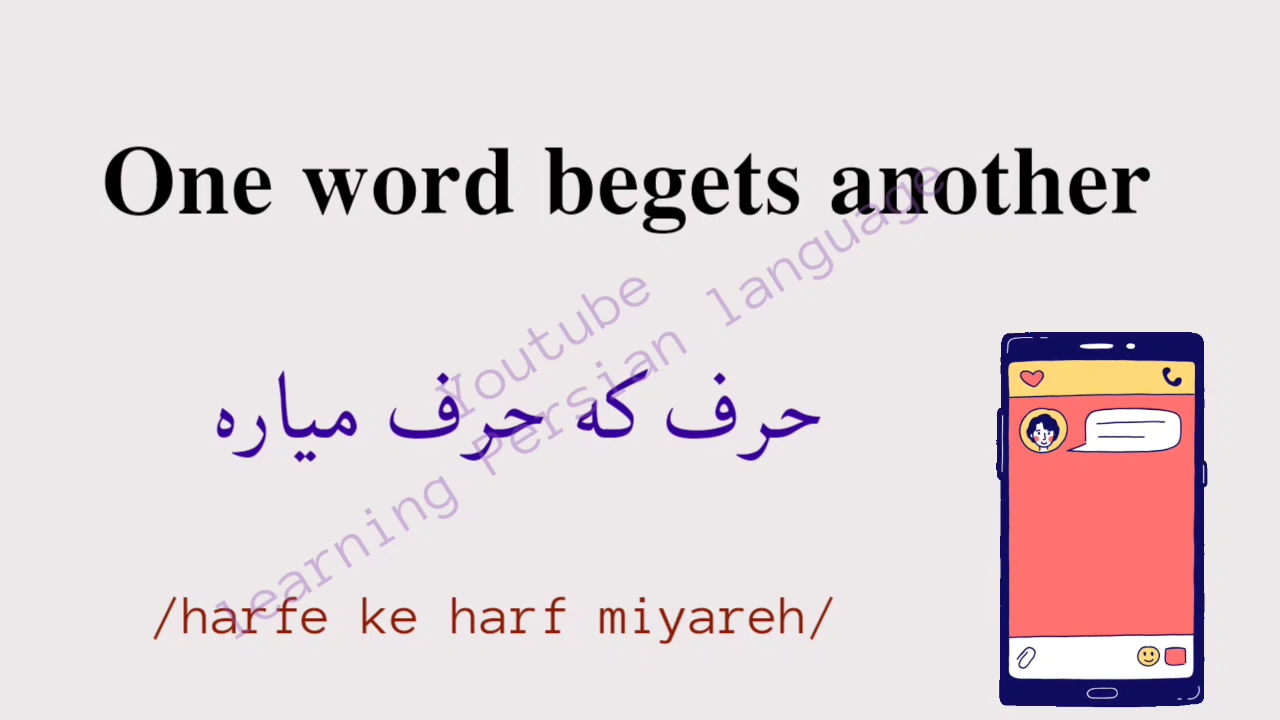 One word begets another
Youtube
learning Persian language
حرف که حرف میاره
/harfe ke harf miyareh/